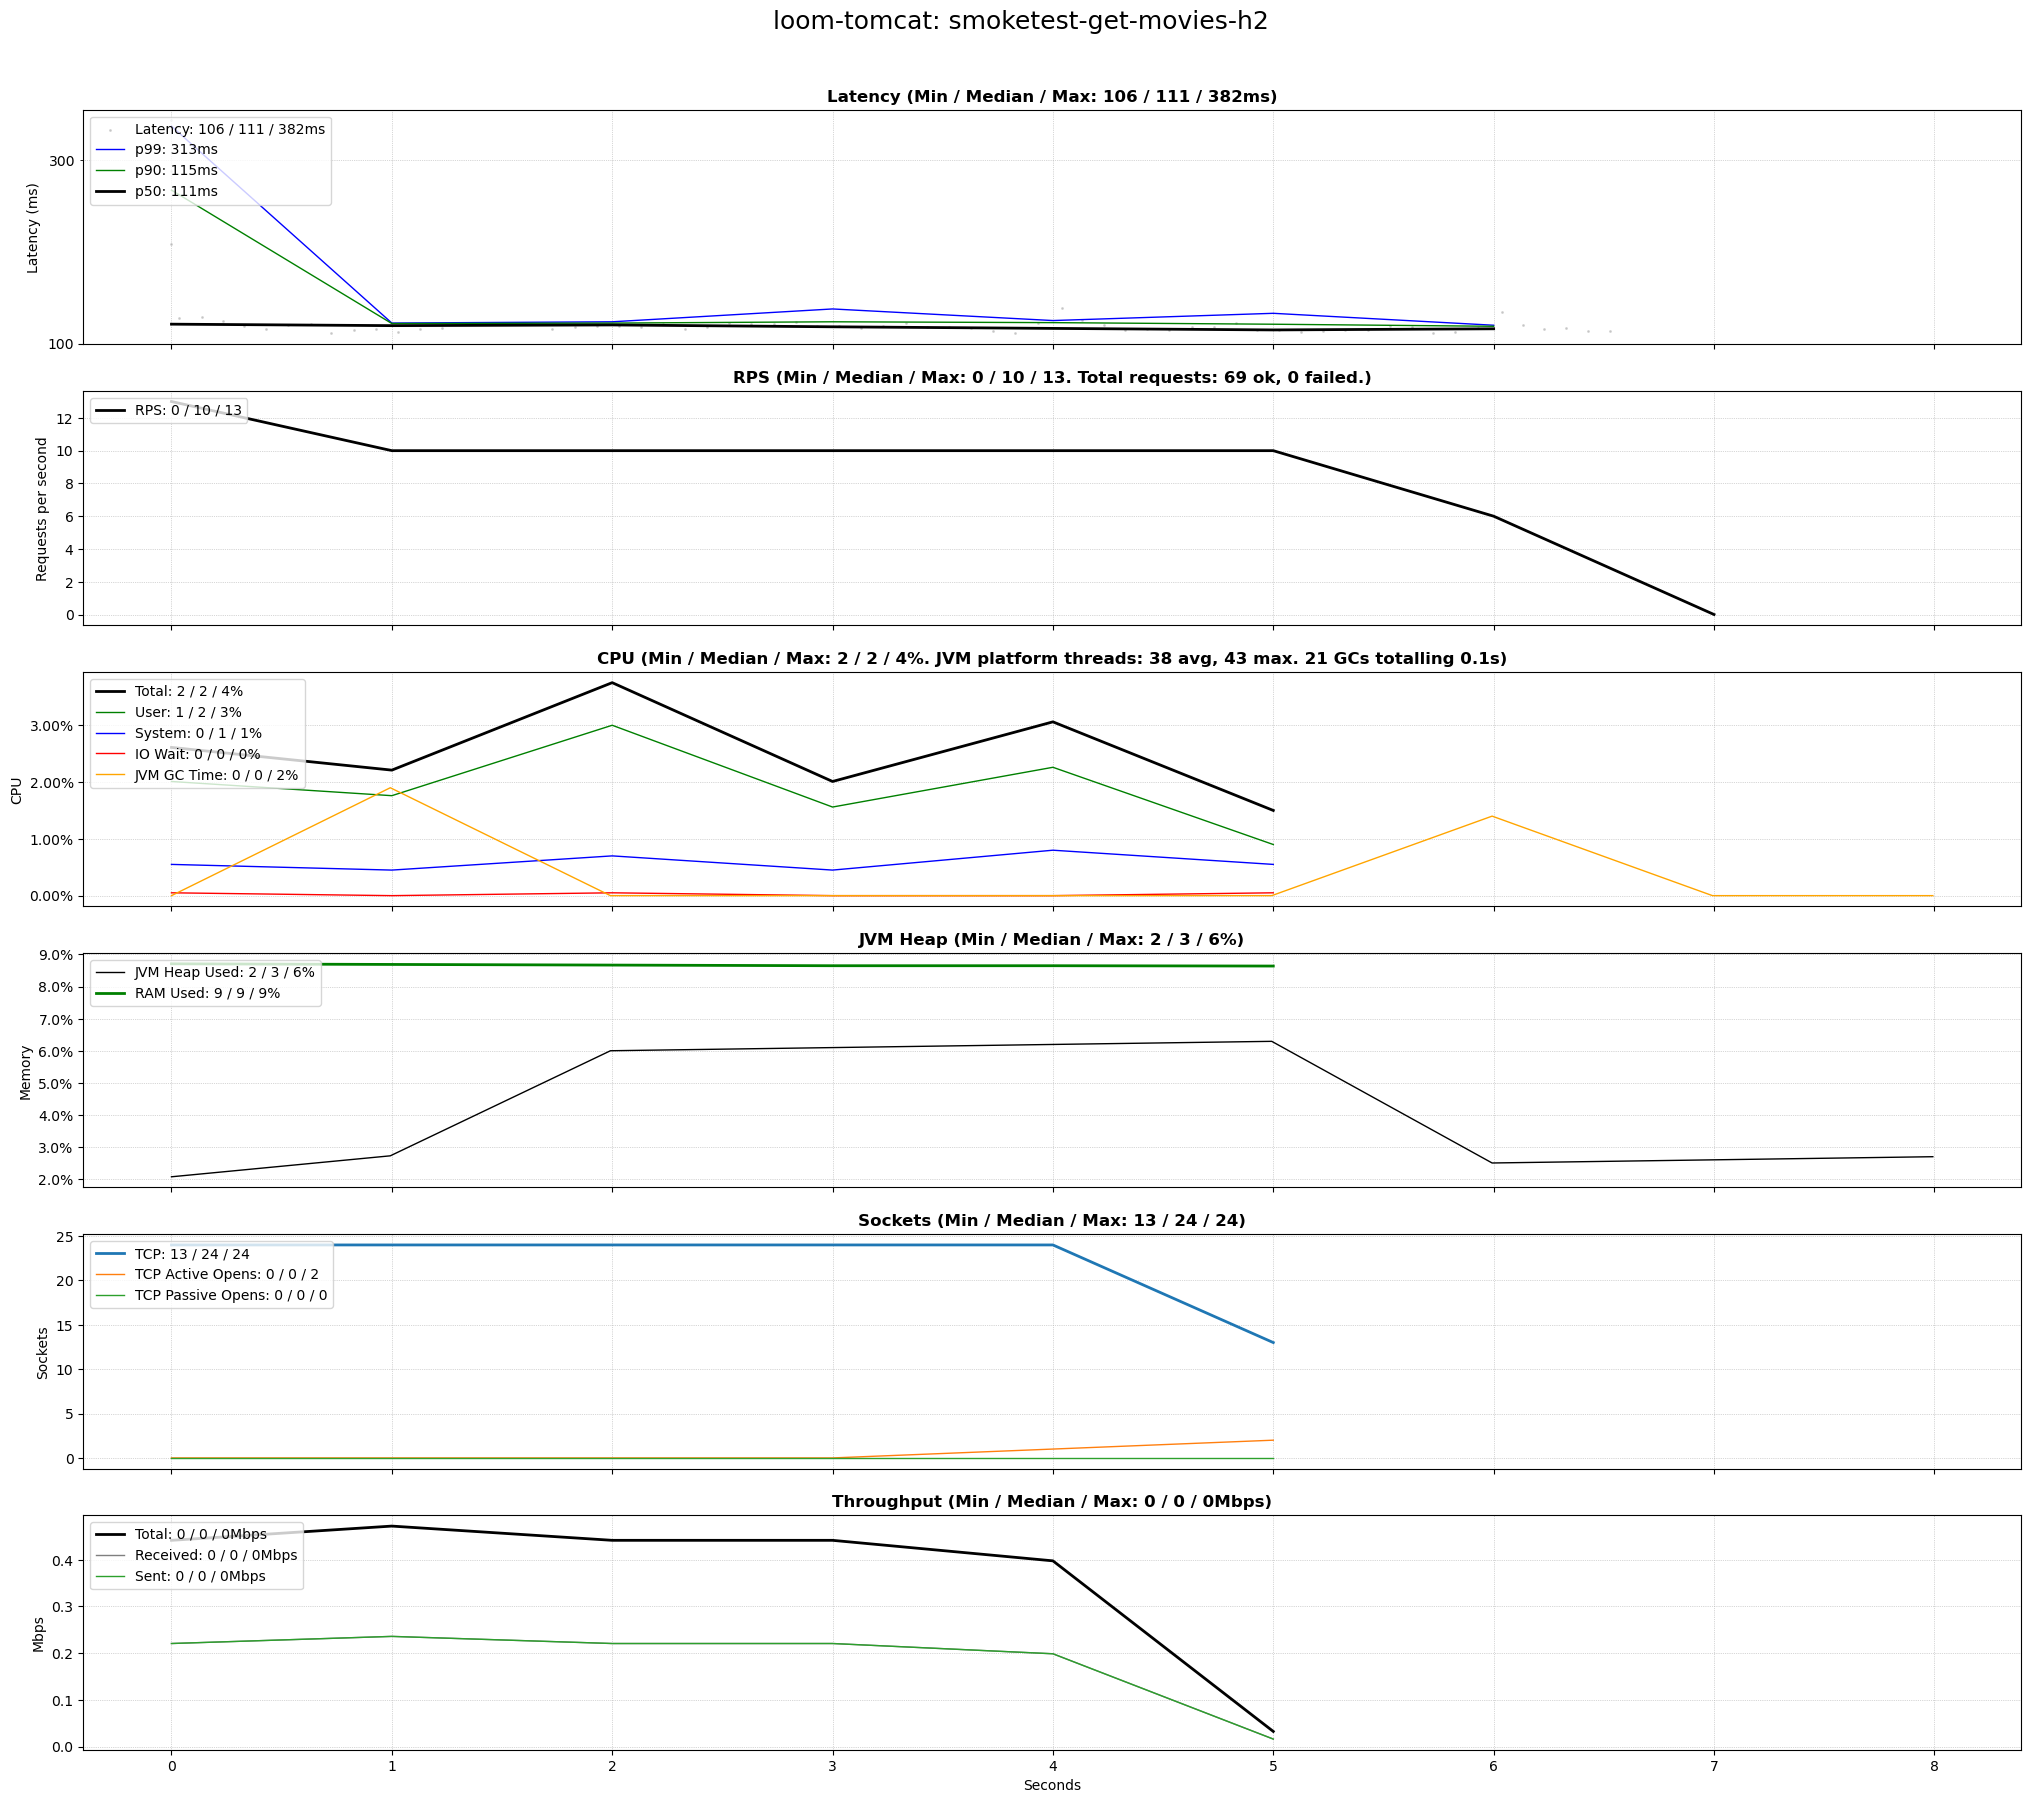 loom-tomcat: smoketest-get-movies-h2
Latency (Min / Median / Max: 106 / 111 / 382ms)
Latency: 106 / 111 / 382ms
p99: 313ms
p90: 115ms
p50: 111ms
300
100
Latency (ms)
RPS (Min / Median / Max: 0 / 10 / 13. Total requests: 69 ok, 0 failed.)
RPS: 0 / 10 / 13
12
10
8
6
4
2
0
Requests per second
CPU (Min / Median / Max: 2 / 2 / 4%. JVM platform threads: 38 avg, 43 max. 21 GCs totalling 0.1s)
Total: 2 / 2 / 4%
User: 1 / 2 / 3%
System: 0 / 1 / 1%
IO Wait: 0 / 0 / 0%
JVM GC Time: 0 / 0 / 2%
3.00%
2.00%
1.00%
0.00%
CPU
JVM Heap (Min / Median / Max: 2 / 3 / 6%)
JVM Heap Used: 2 / 3 / 6%
RAM Used: 9 / 9 / 9%
9.0%
8.0%
7.0%
6.0%
5.0%
4.0%
3.0%
2.0%
Memory
Sockets (Min / Median / Max: 13 / 24 / 24)
TCP: 13 / 24 / 24
TCP Active Opens: 0 / 0 / 2
TCP Passive Opens: 0 / 0 / 0
25
20
15
10
5
0
Sockets
Throughput (Min / Median / Max: 0 / 0 / 0Mbps)
Total: 0 / 0 / 0Mbps
Received: 0 / 0 / 0Mbps
Sent: 0 / 0 / 0Mbps
0.4
0.3
0.2
0.1
0.0
Mbps
0 1 2 3 4 5 6 7 8
Seconds